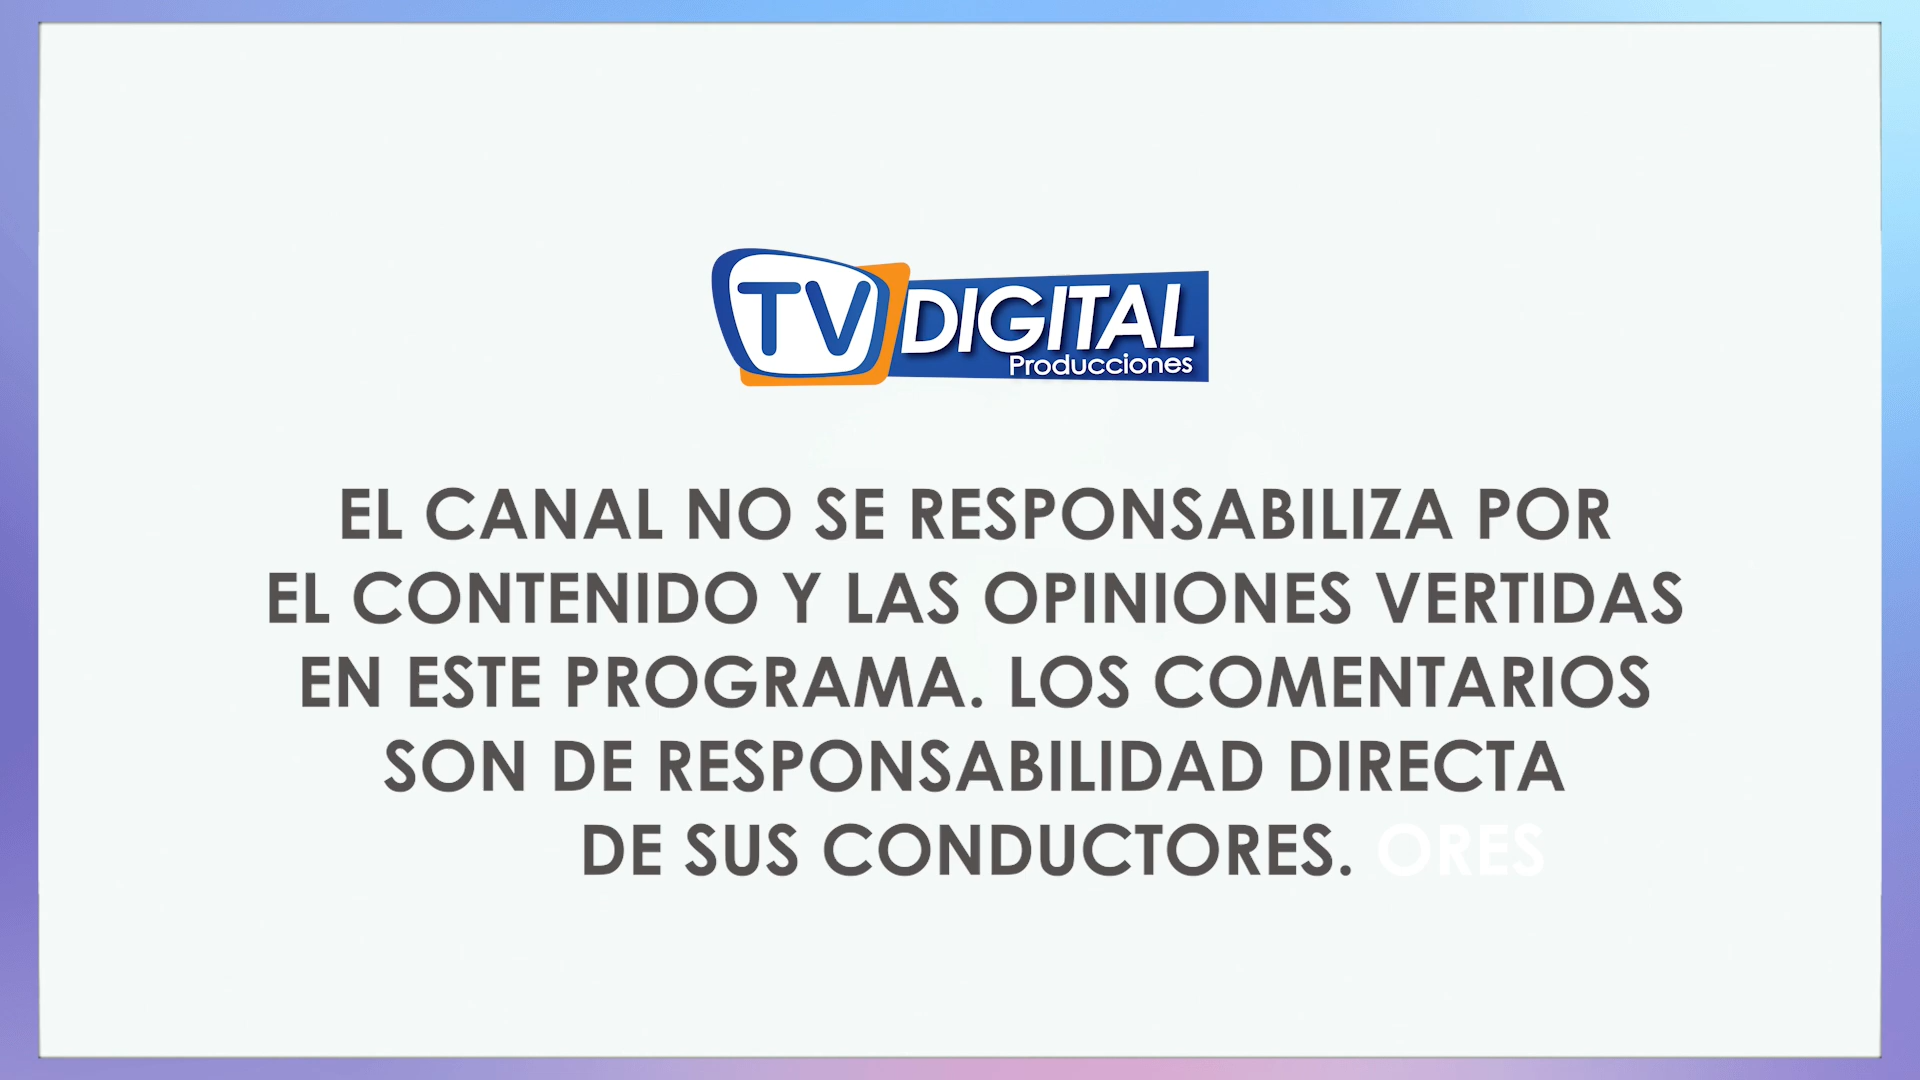 TV DIGITAL
Producciones
EL CANAL NO SE RESPONSABILIZA POR
EL CONTENIDO Y LAS OPINIONES VERTIDAS
EN ESTE PROGRAMA. LOS COMENTARIOS
SON DE RESPONSABILIDAD DIRECTA
DE SUS CONDUCTORES. ORES